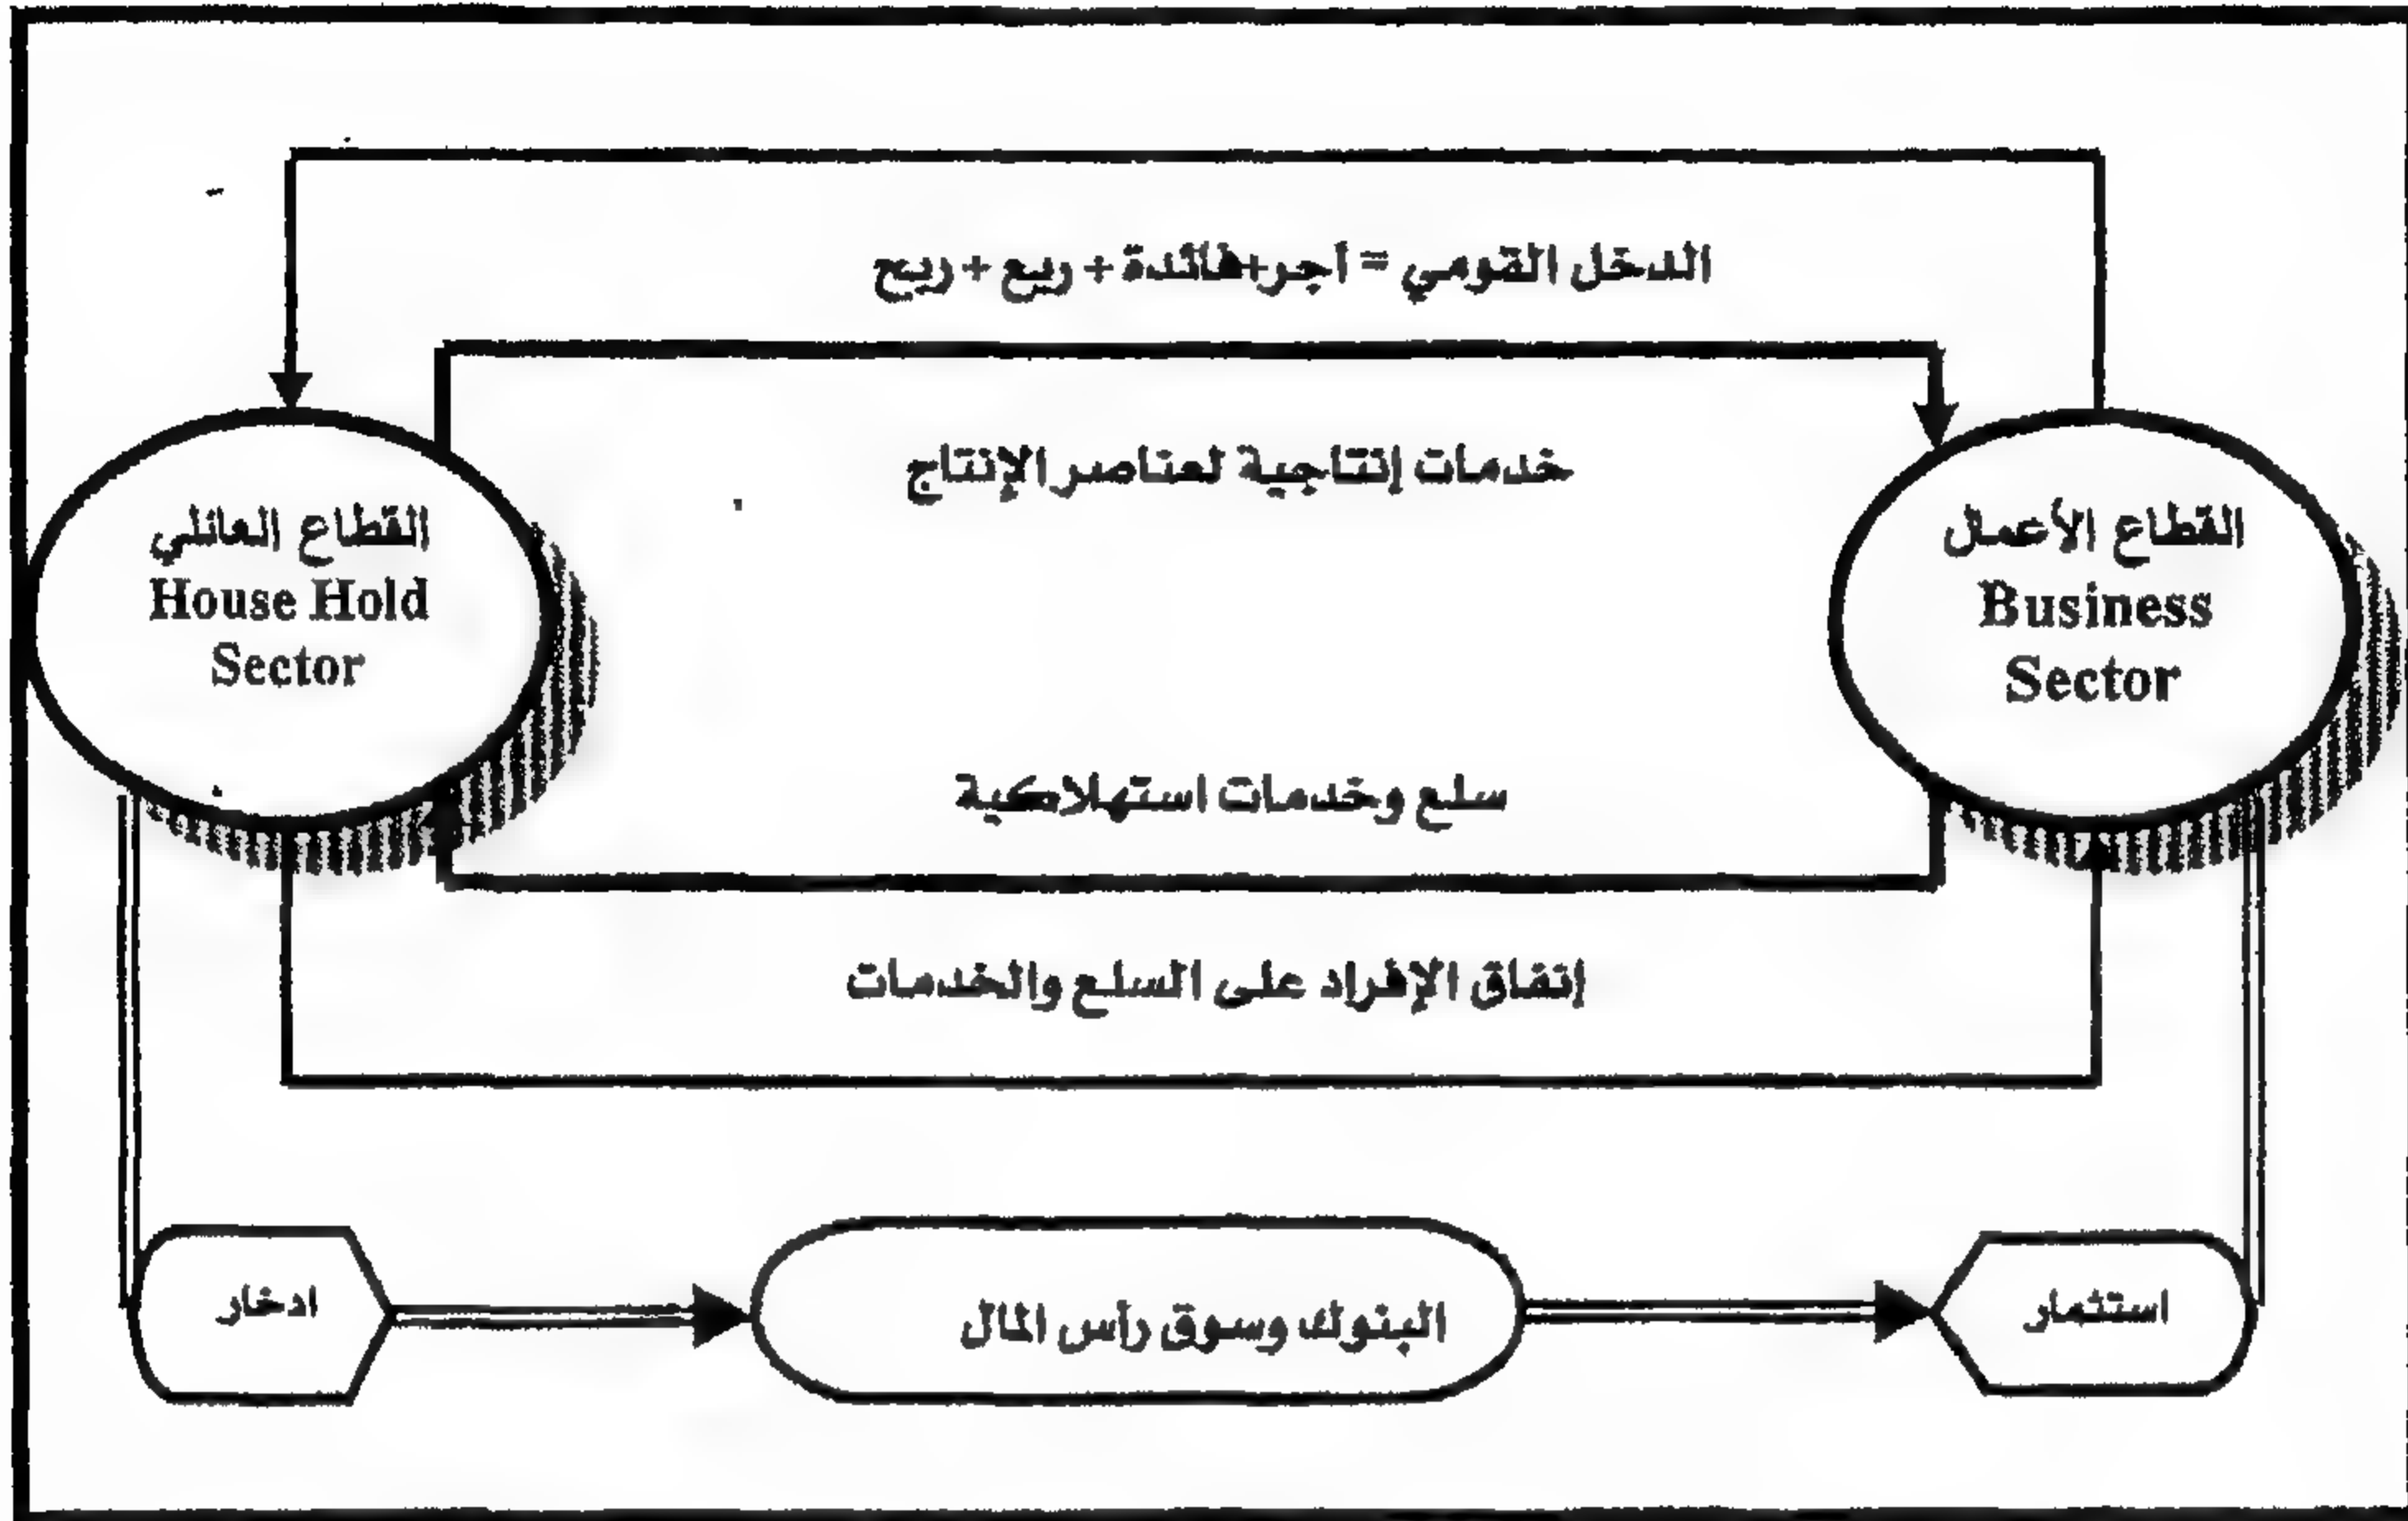 الدخل القومي = أجر+فائدة + ريع + ربح
خدمات إنتاجية لعناصر الإنتاج
القطاع الأعمال
Business
Sector
القطاع العائلي
House Hold
Sector
سلع وخدمات استهلاكية
إنفاق الإفراد على السلع والخدمات
استثمار
البنوك وسوق رأس المال
ادخار